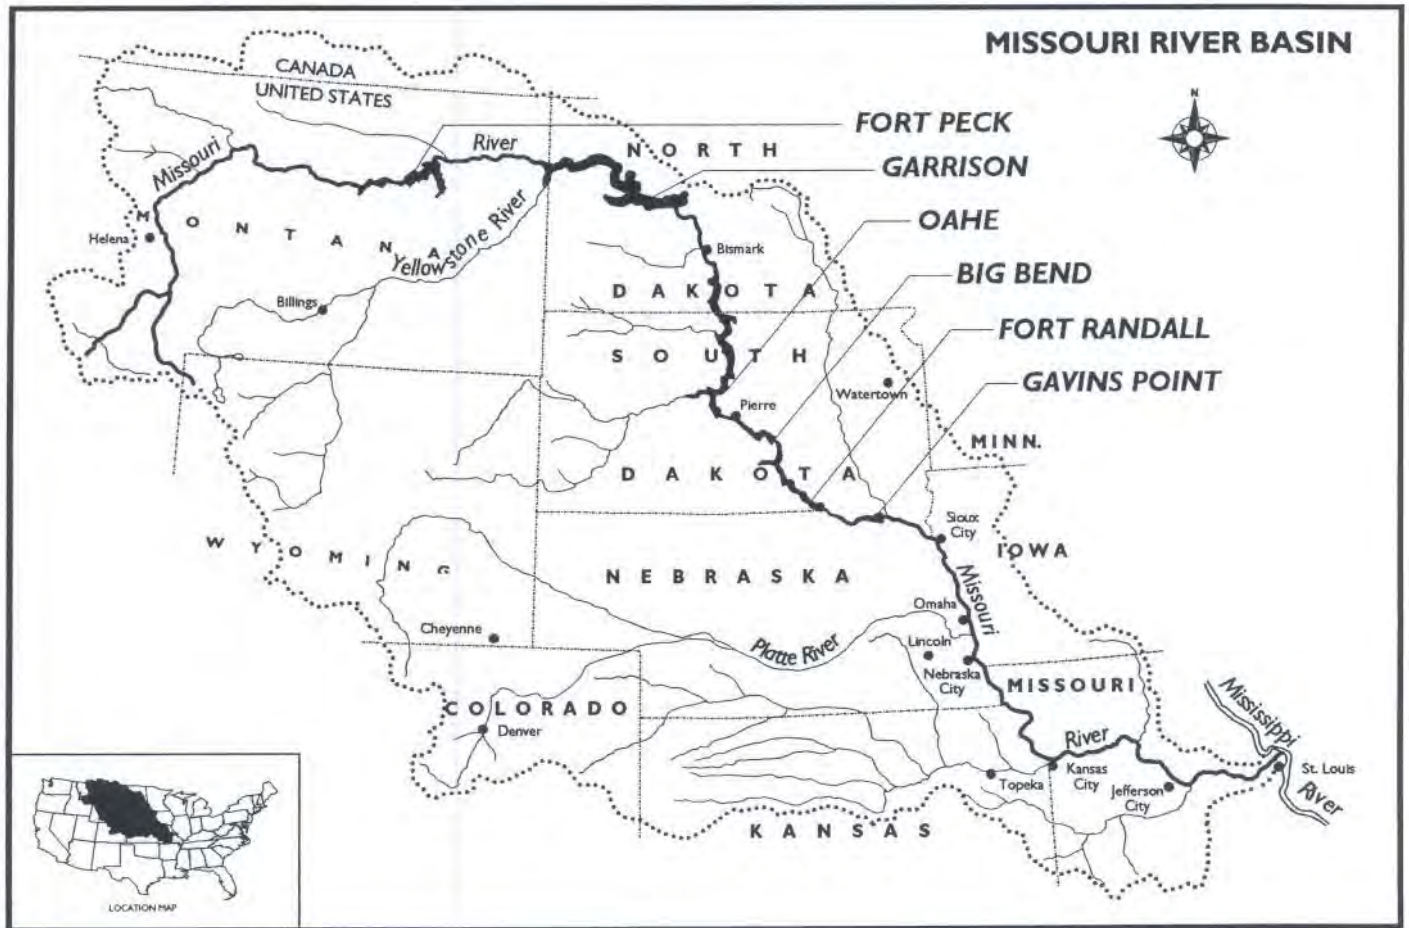 MISSOURI RIVER BASIN
N
CANADA
UNITED STATES
FORT PECK
GARRISON
OAHE
BIG BEND
FORT RANDALL
GAVINS POINT
Missouri
River
NORTH
MONTANA
Helena
Yellowstone River
Billings
Bismark
DAKOTA
SOUTH
Watertown
Pierre
MINN.
DAKOTA
Sioux
City
IOWA
WYOMING
NEBRASKA
Missouri
Omaha
Cheyenne
Lincoln
Platte River
Nebraska
City
MISSOURI
COLORADO
Denver
Mississippi
River
River
St. Louis
Kansas
City
Topeka
Jefferson
City
KANSAS
LOCATION MAP